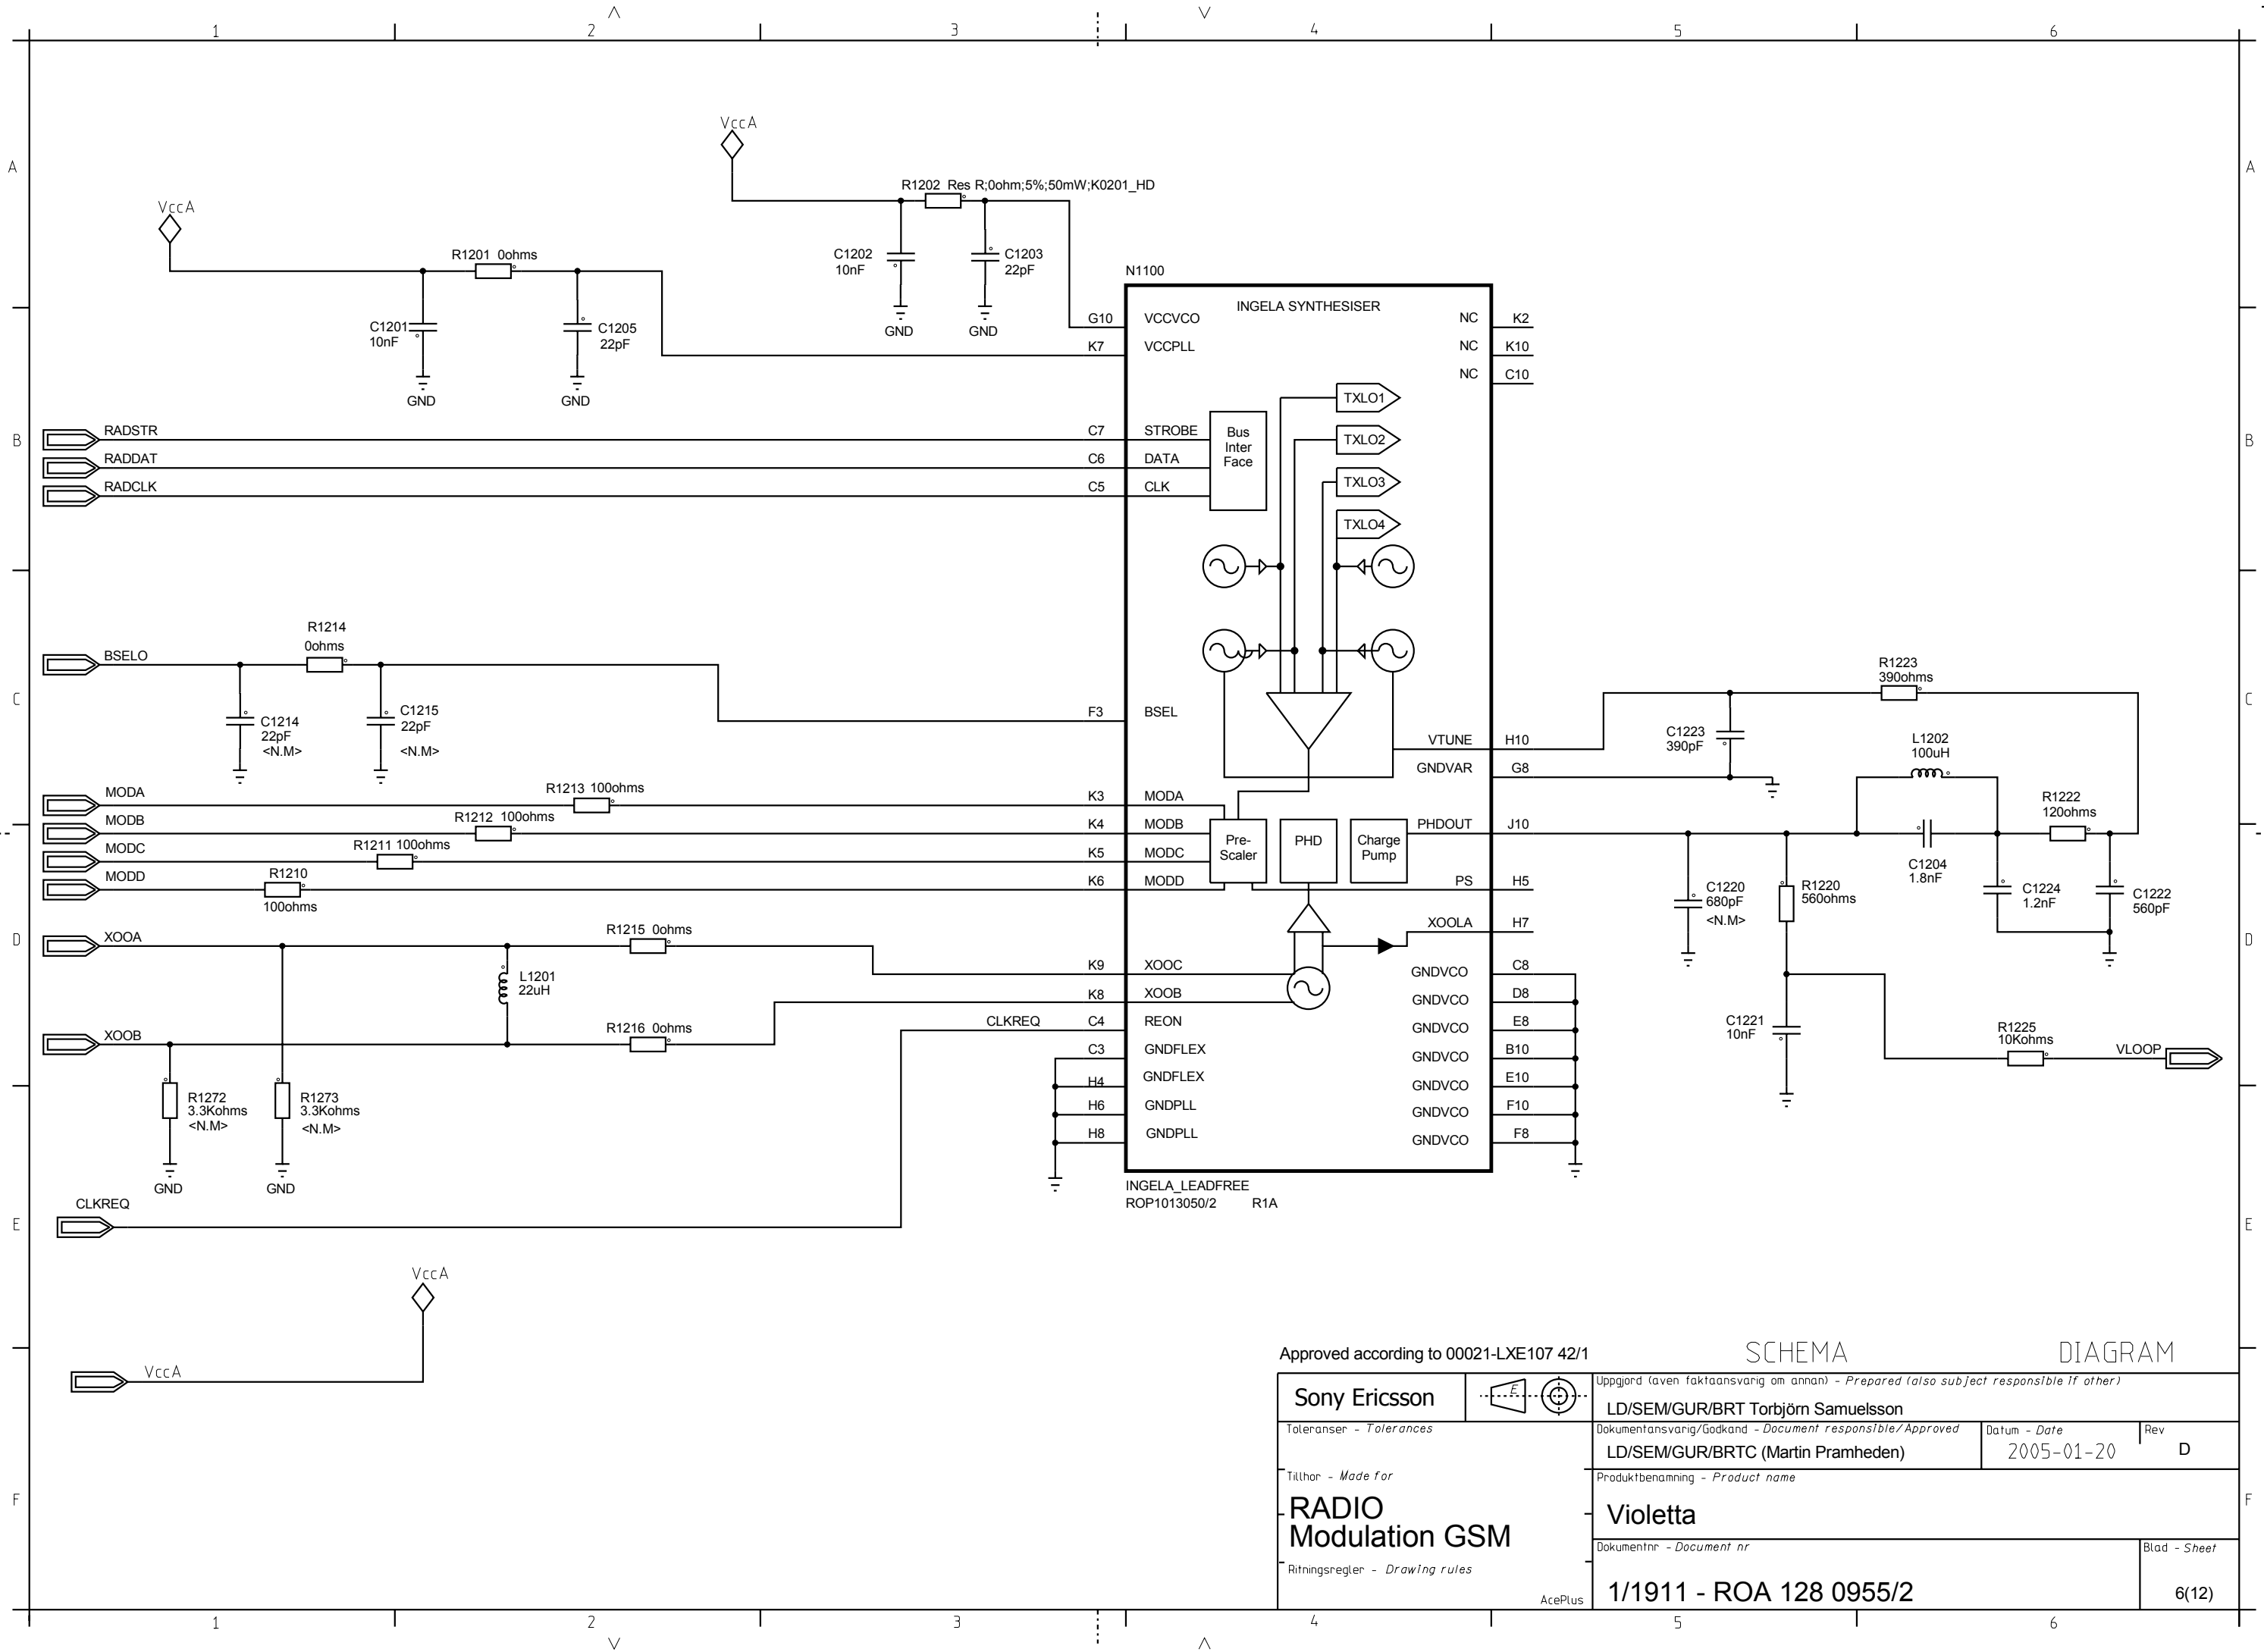 1 2 3 4 5 6
A A
VccA
R1202 Res R;0ohm;5%;50mW;K0201_HD
VccA
R1201 0ohms
C1202
10nF
C1203
22pF
GND GND
C1201
10nF
C1205
22pF
GND GND
N1100
INGELA SYNTHESISER
G10 VCCVCO NC K2
K7 VCCPLL NC K10
NC C10
TXLO1
B B
RADSTR C7 STROBE
RADDAT C6 DATA
RADCLK C5 CLK
Bus
Inter
Face
TXLO2
TXLO3
TXLO4
R1214
0ohms
BSELO
C C
C1214
22pF
<N.M>
C1215
22pF
<N.M>
F3 BSEL
VTUNE H10
GNDVAR G8
R1223
390ohms
C1223
390pF
L1202
100uH
R1222
120ohms
MODA R1213 100ohms K3 MODA
MODB R1212 100ohms K4 MODB
MODC R1211 100ohms K5 MODC
MODD R1210 K6 MODD
100ohms
Pre-
Scaler
PHD
Charge
Pump
PHDOUT J10
PS H5
XOOLA H7
C1204
1.8nF
C1220
680pF
<N.M>
R1220
560ohms
C1224
1.2nF
C1222
560pF
D D
XOOA R1215 0ohms
L1201
22uH
XOOB R1216 0ohms
K9 XOOC GNDVCO C8
K8 XOOB GNDVCO D8
CLKREQ C4 REON GNDVCO E8
C3 GNDFLEX GNDVCO B10
H4 GNDFLEX GNDVCO E10
H6 GNDPLL GNDVCO F10
H8 GNDPLL GNDVCO F8
C1221
10nF
R1225
10Kohms
VLOOP
R1272
3.3Kohms
<N.M>
R1273
3.3Kohms
<N.M>
GND GND
INGELA_LEADFREE
ROP1013050/2 R1A
CLKREQ
E E
VccA
VccA
Approved according to 00021-LXE107 42/1
SCHEMA DIAGRAM
Sony Ericsson
E
Uppgjord (aven faktaansvarig om annan) - Prepared (also subject responsible if other)
LD/SEM/GUR/BRT Torbjörn Samuelsson
Toleranser - Tolerances
Dokumentansvarig/Godkand - Document responsible/Approved
LD/SEM/GUR/BRTC (Martin Pramheden)
Datum - Date
2005-01-20
Rev
D
Tillhor - Made for
RADIO
Modulation GSM
Produktbenamning - Product name
Violetta
Ritningsregler - Drawing rules
AcePlus
Dokumentnr - Document nr
1/1911 - ROA 128 0955/2
Blad - Sheet
6(12)
F F
1 2 3 4 5 6